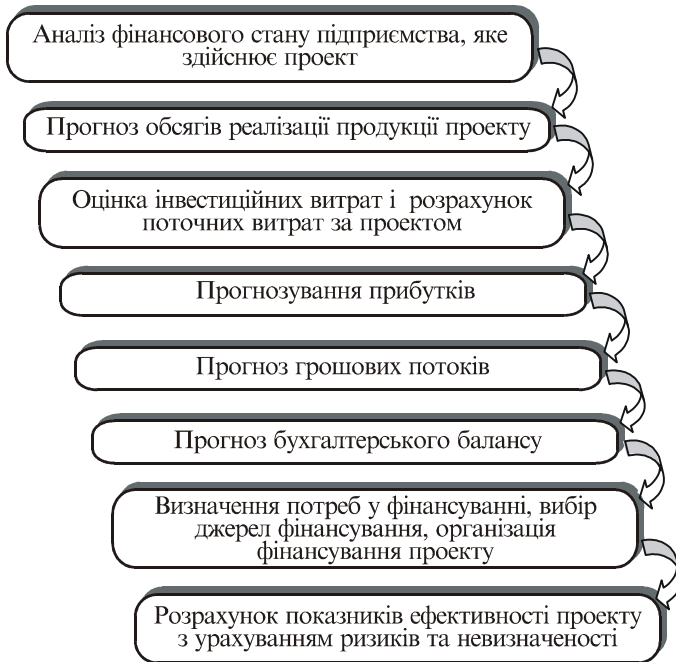 Аналіз фінансового стану підприємства, яке
здійснює проект
Прогноз обсягів реалізації продукції проекту
Оцінка інвестиційних витрат і розрахунок
поточних витрат за проектом
Прогнозування прибутків
Прогноз грошових потоків
Прогноз бухгалтерського балансу
Визначення потреб у фінансуванні, вибір
джерел фінансування, організація
фінансування проекту
Розрахунок показників ефективності проекту
з урахуванням ризиків та невизначеності